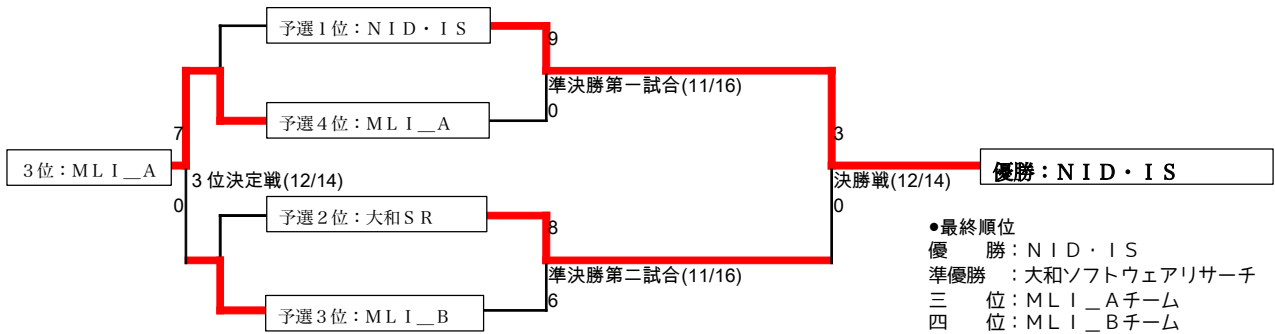 予選１位：ＮＩＤ・ＩＳ
9
準決勝第一試合(11/16)
予選４位：ＭＬＩ＿Ａ
0
7
3
３位：ＭＬＩ＿Ａ
３位決定戦(12/14)
決勝戦(12/14)
優勝：ＮＩＤ・ＩＳ
0
0
予選２位：大和ＳＲ
8
準決勝第二試合(11/16)
予選３位：ＭＬＩ＿Ｂ
6
●最終順位
優　　勝：ＮＩＤ・ＩＳ
準優勝　：大和ソフトウェアリサーチ
三　　位：ＭＬＩ＿Ａチーム
四　　位：ＭＬＩ＿Ｂチーム